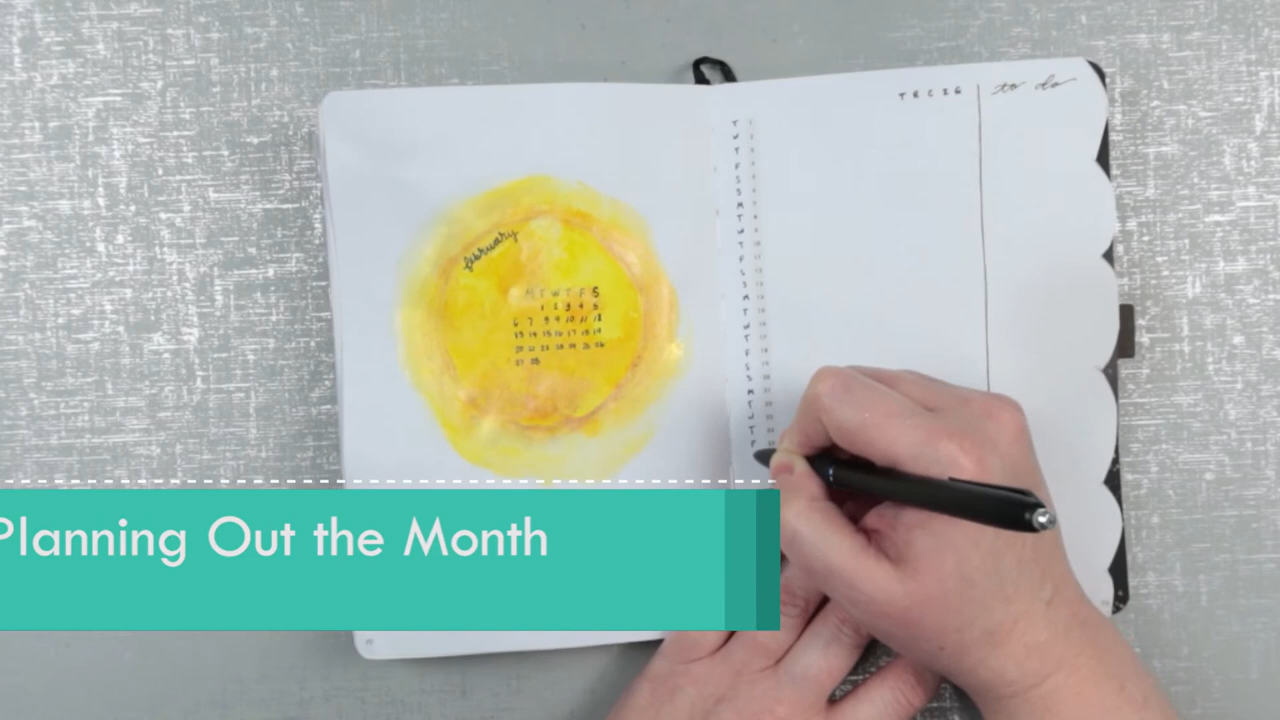 february
M T W T F S
1 2 3 4 5
6 7 8 9 10 11 12
13 14 15 16 17 18 19
20 21 22 23 24 25 26
27 28
to do
T
W
T
F
S
S
M
T
W
T
F
S
S
M
T
W
T
F
S
S
M
T
W
T
F
Planning Out the Month